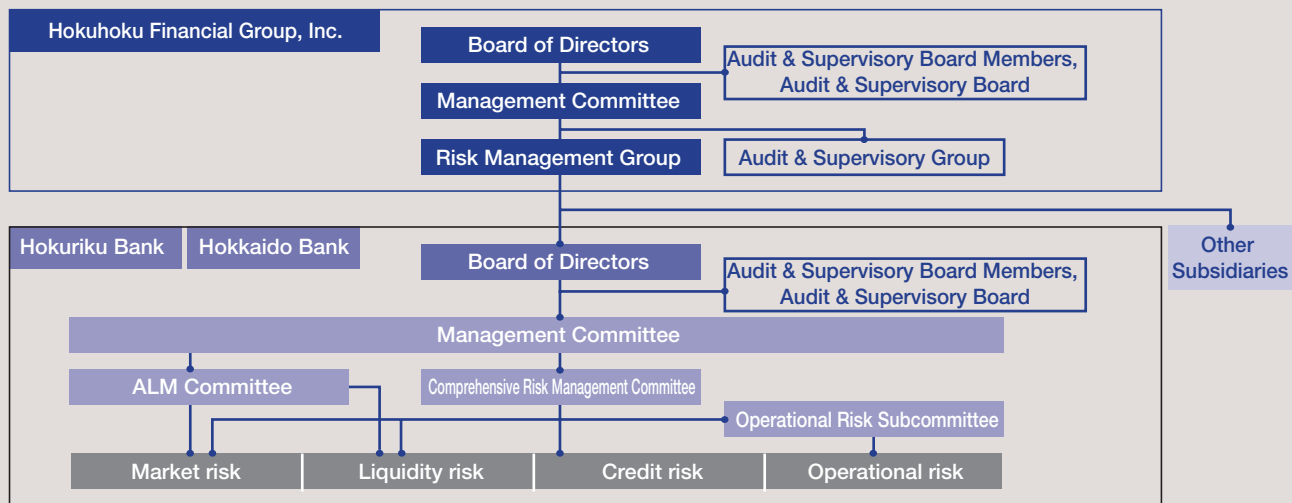 Hokuhoku Financial Group, Inc.
Board of Directors
Audit & Supervisory Board Members,
Audit & Supervisory Board
Management Committee
Risk Management Group
Audit & Supervisory Group
Hokuriku Bank
Hokkaido Bank
Other
Subsidiaries
Board of Directors
Audit & Supervisory Board Members,
Audit & Supervisory Board
Management Committee
ALM Committee
Comprehensive Risk Management Committee
Operational Risk Subcommittee
Market risk
Liquidity risk
Credit risk
Operational risk